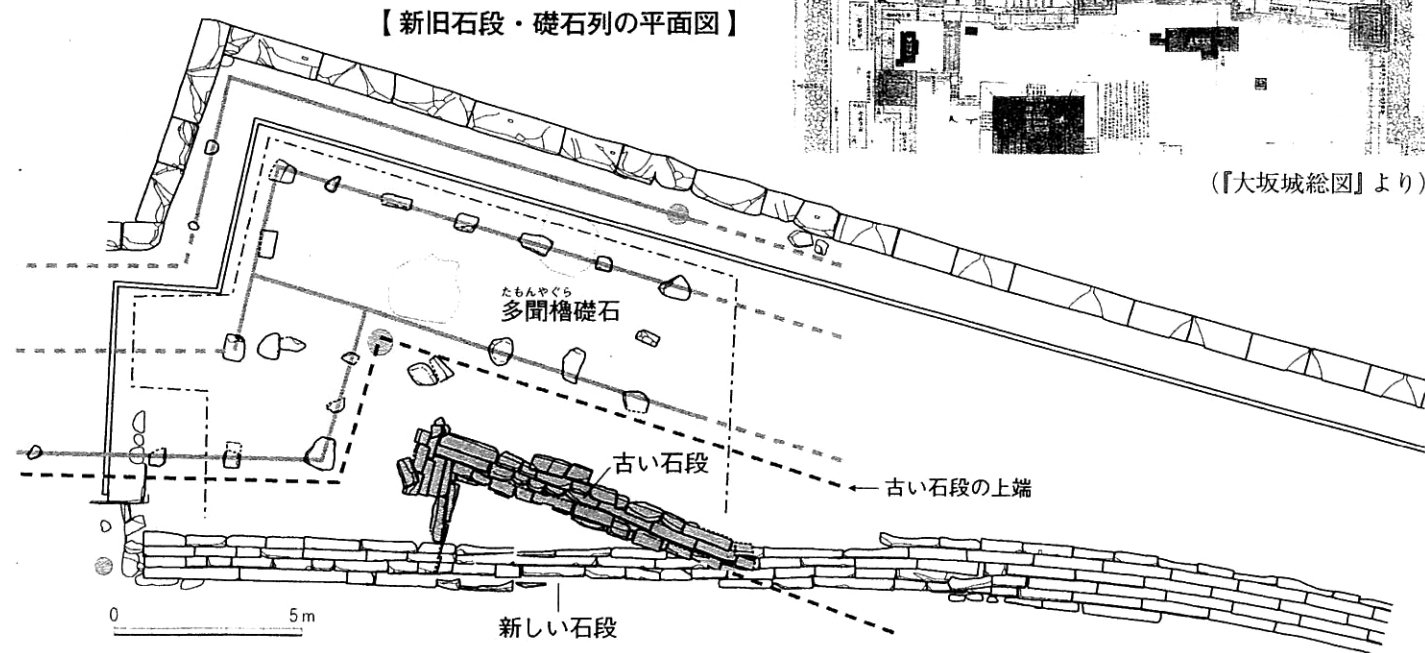 【新旧石段・礎石列の平面図】
(『大坂城総図』より)
たもんやぐら
多聞櫓礎石
古い石段
古い石段の上端
0 5m
新しい石段